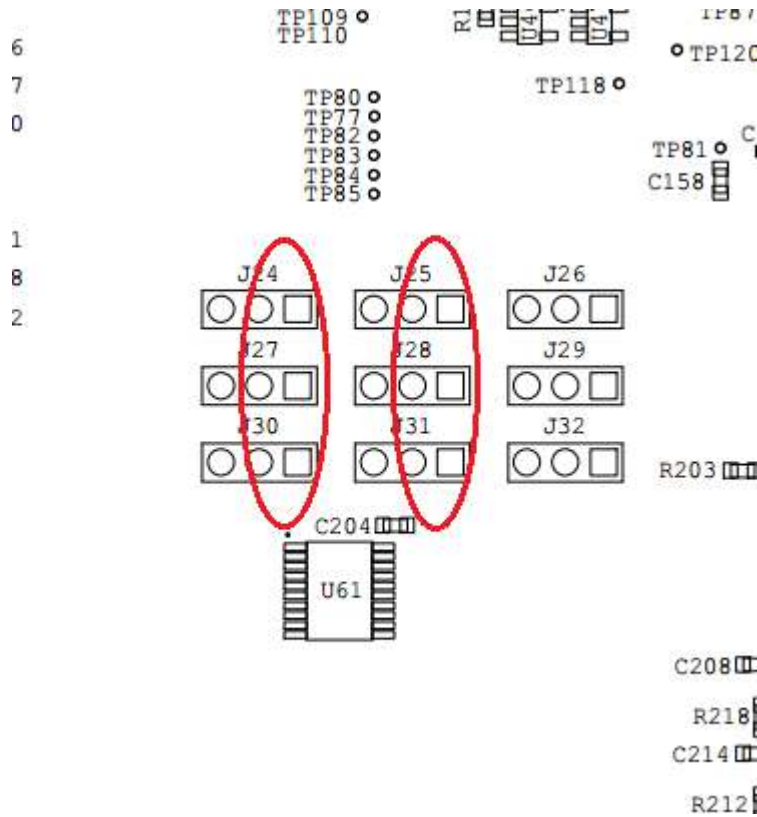 TP109
TP110
6
TP120
7
TP118
TP80
TP77
0
TP82
TP83
TP81
C
TP84
C158
TP85
1
8
J24 J25 J26
2
J27 J28 J29
J30 J31 J32
R203
C204
U61
C208
R218
C214
R212